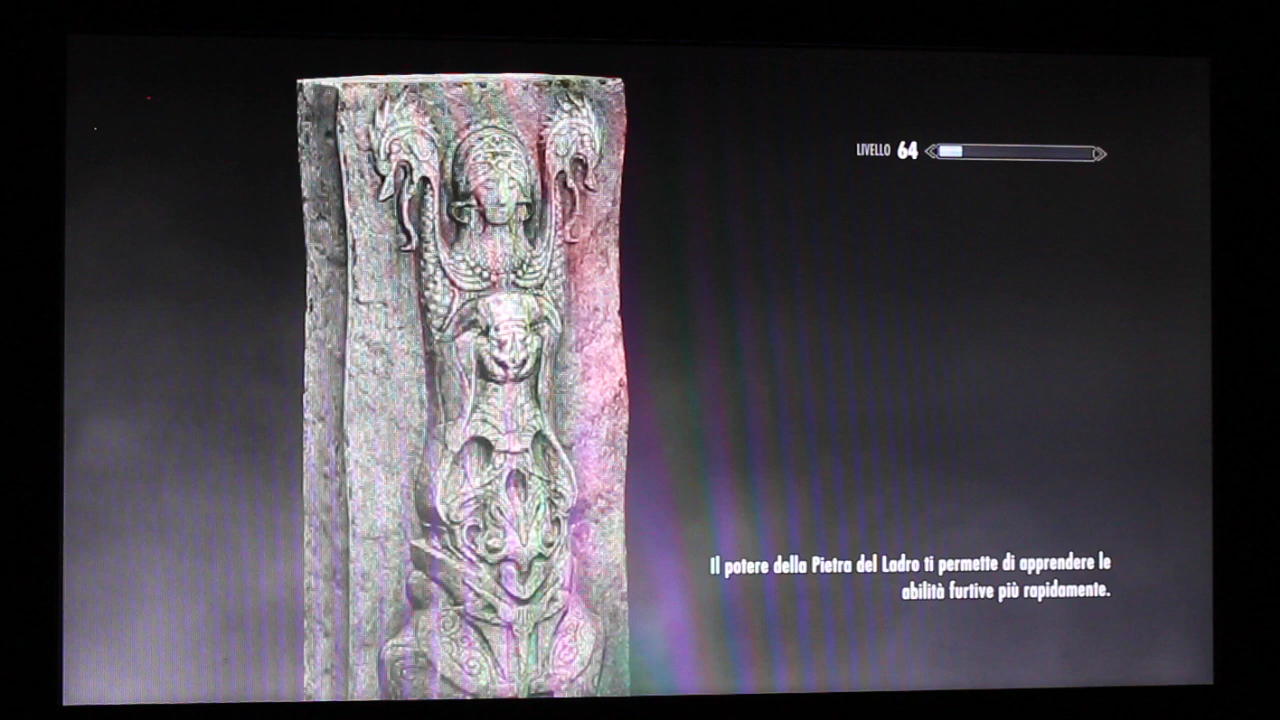 LIVELLO 64
Il potere della Pietra del Ladro ti permette di apprendere le
abilità furtive più rapidamente.